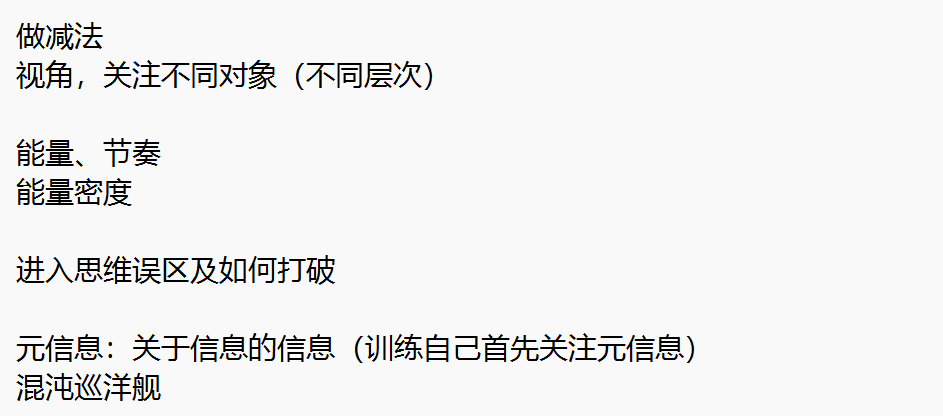 做减法
视角，关注不同对象（不同层次）
能量、节奏
能量密度
进入思维误区及如何打破
元信息：关于信息的信息（训练自己首先关注元信息）
混沌巡洋舰